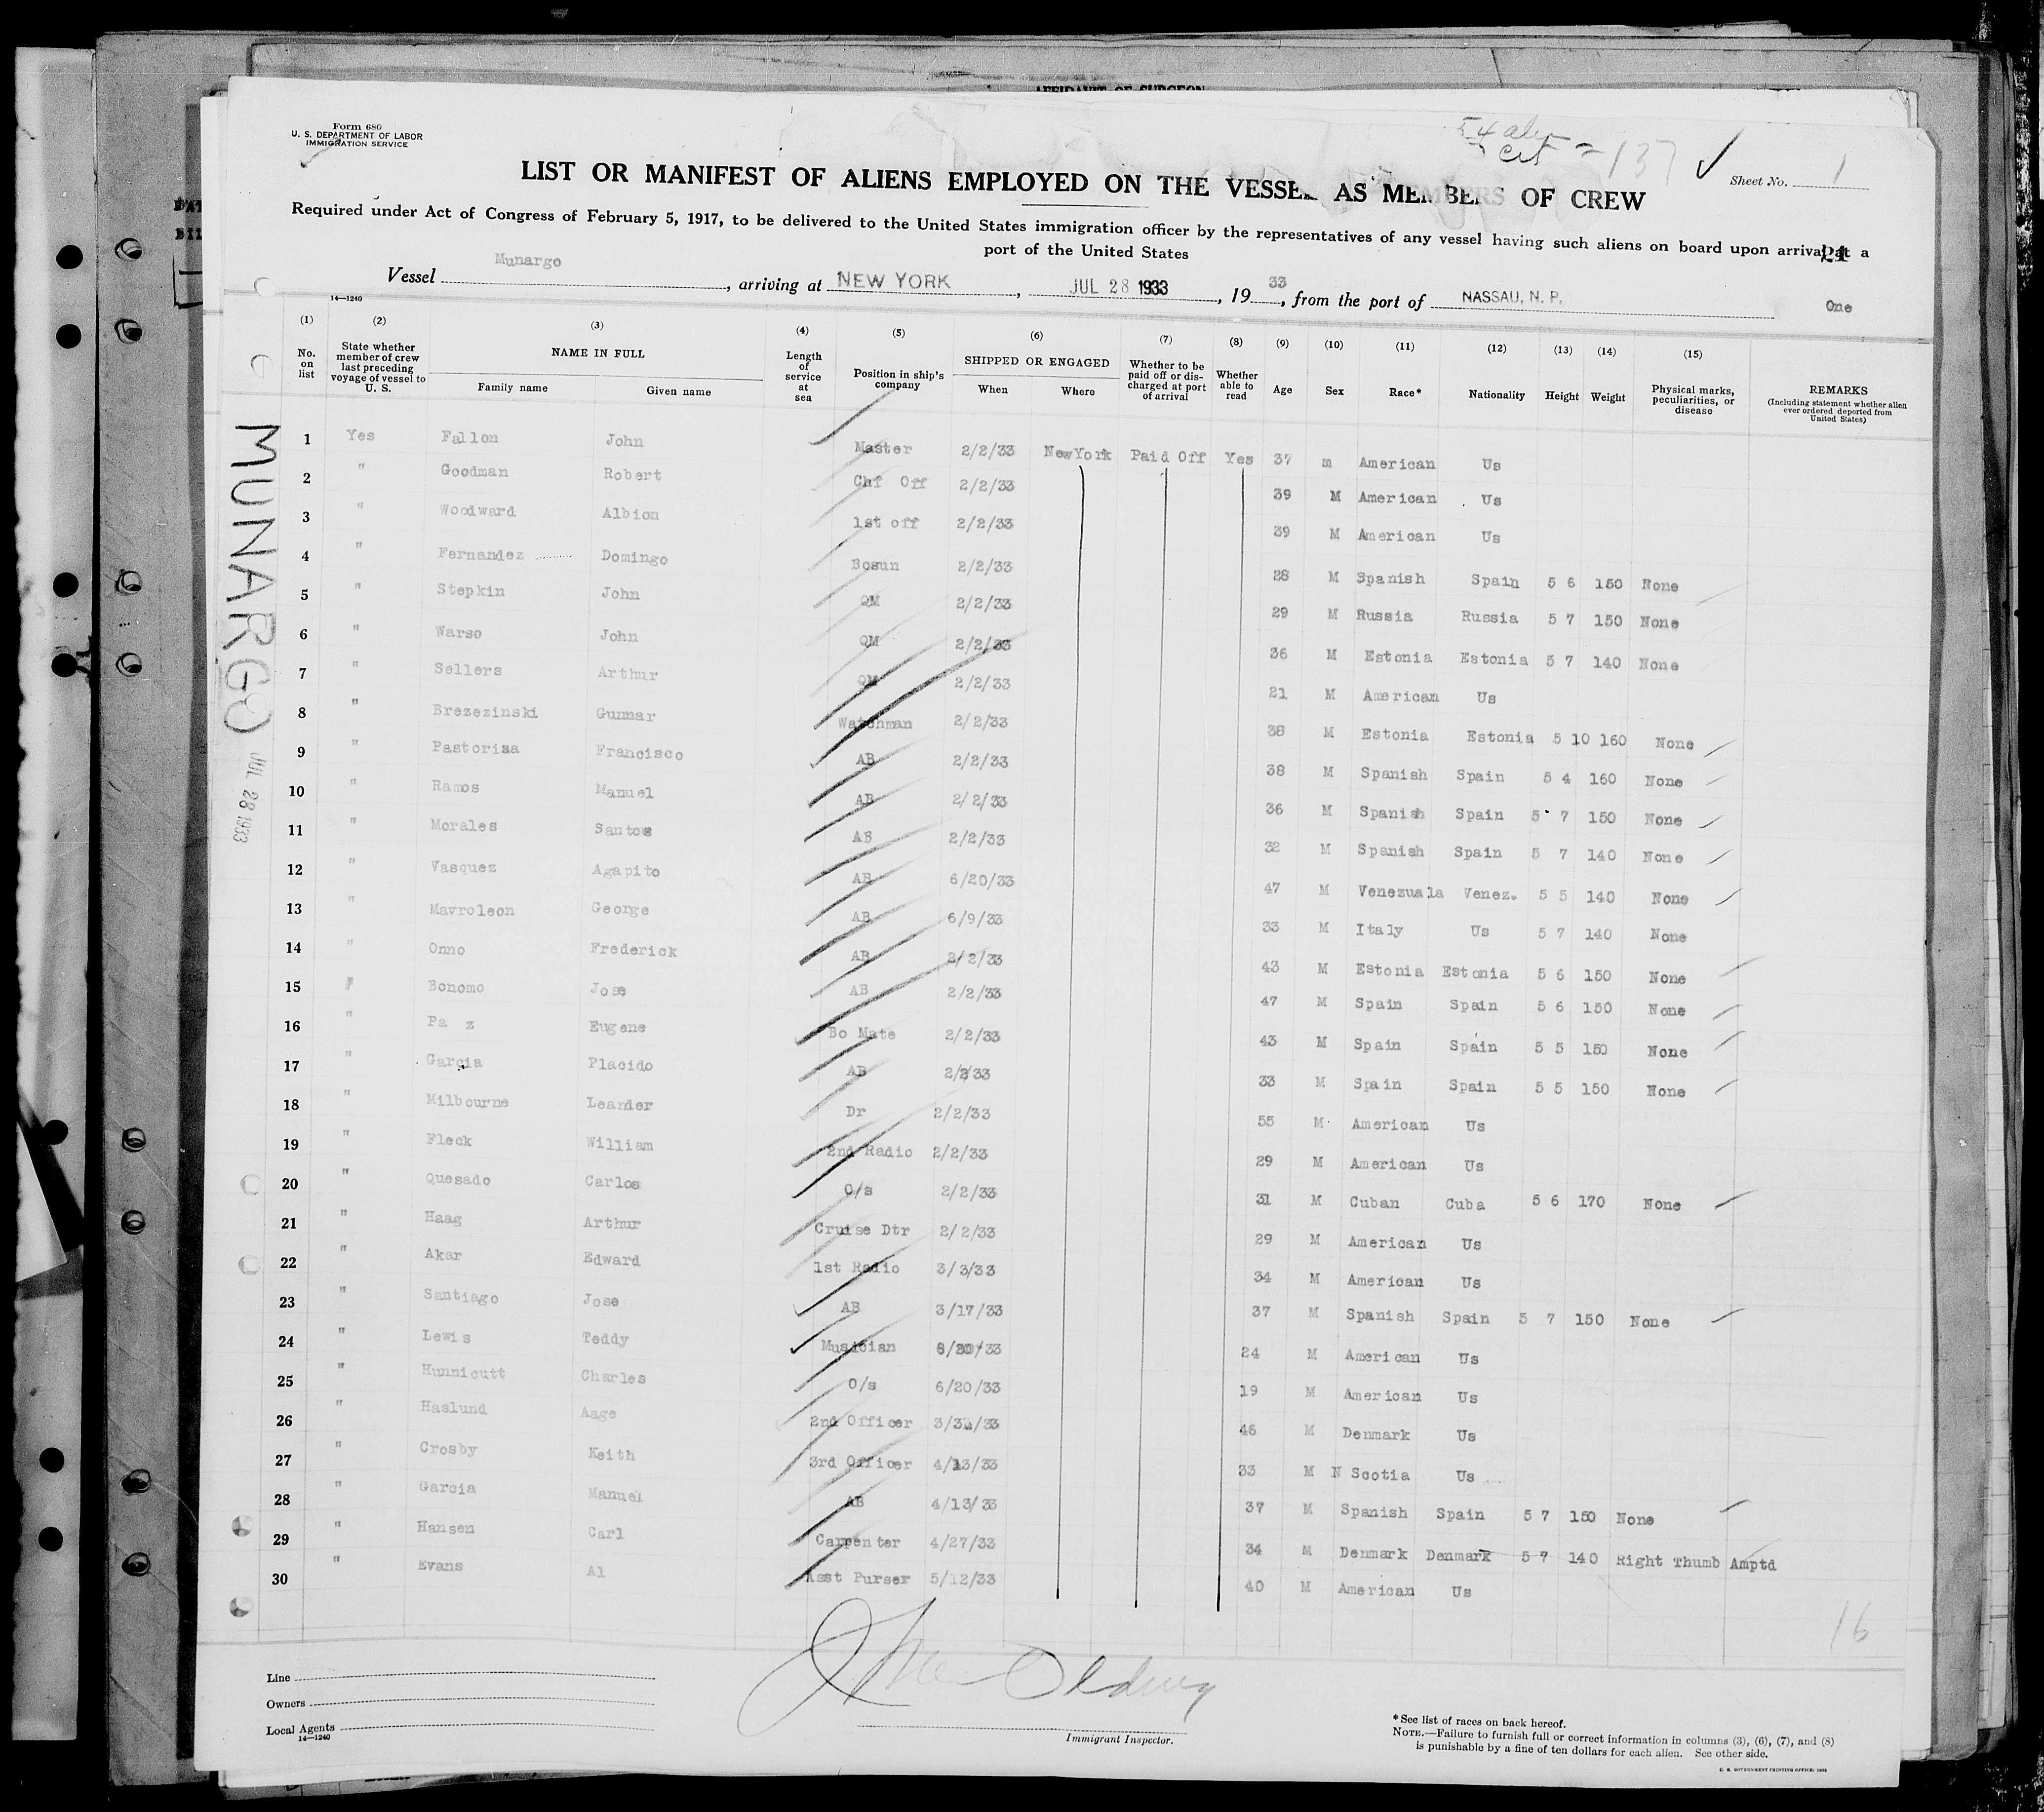 AFFIDAVIT OF SURGEON
Form 680
U. S. DEPARTMENT OF LABOR
IMMIGRATION SERVICE
54
= 137 ✓
Sheet No. 1
LIST OR MANIFEST OF ALIENS EMPLOYED ON THE VESSEL AS MEMBERS OF CREW
Required under Act of Congress of February 5, 1917, to be delivered to the United States immigration officer by the representatives of any vessel having such aliens on board upon arrival at a
port of the United States
Vessel Munargo, arriving at NEW YORK, JUL 28 1933, 1933, from the port of NASSAU, N. P.
One
14—1240
(1) (2) (3) (4) (5) (6) (7) (8) (9) (10) (11) (12) (13) (14) (15)
No. on list
State whether member of crew last preceding voyage of vessel to U. S.
NAME IN FULL
Family name Given name
Length of service at sea
Position in ship's company
SHIPPED OR ENGAGED
When Where
Whether to be paid off or discharged at port of arrival
Whether able to read
Age Sex Race* Nationality Height Weight
Physical marks, peculiarities, or disease
REMARKS
(Including statement whether alien ever ordered deported from United States)
1 Yes Fallon John Master 2/2/33 NewYork Paid Off Yes 37 m American Us
2 " Goodman Robert Chf Off 2/2/33 39 M American Us
3 " Woodward Albion 1st off 2/2/33 39 M American Us
4 " Fernandez Domingo Bosun 2/2/33 28 M Spanish Spain 5 6 150 None
5 " Stepkin John QM 2/2/33 29 M Russia Russia 5 7 150 None
6 " Warso John QM 2/2/33 36 M Estonia Estonia 5 7 140 None
7 " Sellers Arthur QM 2/2/33 21 M American Us
8 " Brezezinski Gunnar Watchman 2/2/33 38 M Estonia Estonia 5 10 160 None
9 " Pastoriza Francisco AB 2/2/33 38 M Spanish Spain 5 4 160 None
10 " Ramos Manuel AB 2/2/33 36 M Spanish Spain 5 7 150 None
11 " Morales Santos AB 2/2/33 32 M Spanish Spain 5 7 140 None
12 " Vasquez Agapito AB 6/20/33 47 M Venezuala Venez. 5 5 140 None
13 " Mavroleon George AB 6/9/33 33 M Italy Us 5 7 140 None
14 " Onno Frederick AB 2/2/33 43 M Estonia Estonia 5 6 150 None
15 " Bonomo Jose AB 2/2/33 47 M Spain Spain 5 6 150 None
16 " Pa z Eugene Bo Mate 2/2/33 43 M Spain Spain 5 5 150 None
17 " Garcia Placido AB 2/2/33 33 M Spain Spain 5 5 150 None
18 " Milbourne Leander Dr 2/2/33 55 M American Us
19 " Fleck William 2nd Radio 2/2/33 29 M American Us
20 " Quesado Carlos O/s 2/2/33 31 M Cuban Cuba 5 6 170 None
21 " Haag Arthur Cruise Dtr 2/2/33 29 M American Us
22 " Akar Edward 1st Radio 3/3/33 34 M American Us
23 " Santiago Jose AB 3/17/33 37 M Spanish Spain 5 7 150 None
24 " Lewis Teddy Musician 24 M American Us
25 " Hunnicutt Charles O/s 6/20/33 19 M American Us
26 " Haslund Aage 2nd Officer 46 M Denmark Us
27 " Crosby Keith 3rd Officer 4/13/33 33 M N Scotia Us
28 " Garcia Manuel AB 4/13/33 37 M Spanish Spain 5 7 150 None
29 " Hansen Carl Carpenter 4/27/33 34 M Denmark Denmark 5 7 140 Right Thumb Amptd
30 " Evans Al Asst Purser 5/12/33 40 M American Us
MUNARGO
JUL 28 1933
16
Line
Owners
Local Agents
14—1240
Immigrant Inspector.
*See list of races on back hereof.
NOTE.—Failure to furnish full or correct information in columns (3), (6), (7), and (8)
is punishable by a fine of ten dollars for each alien. See other side.